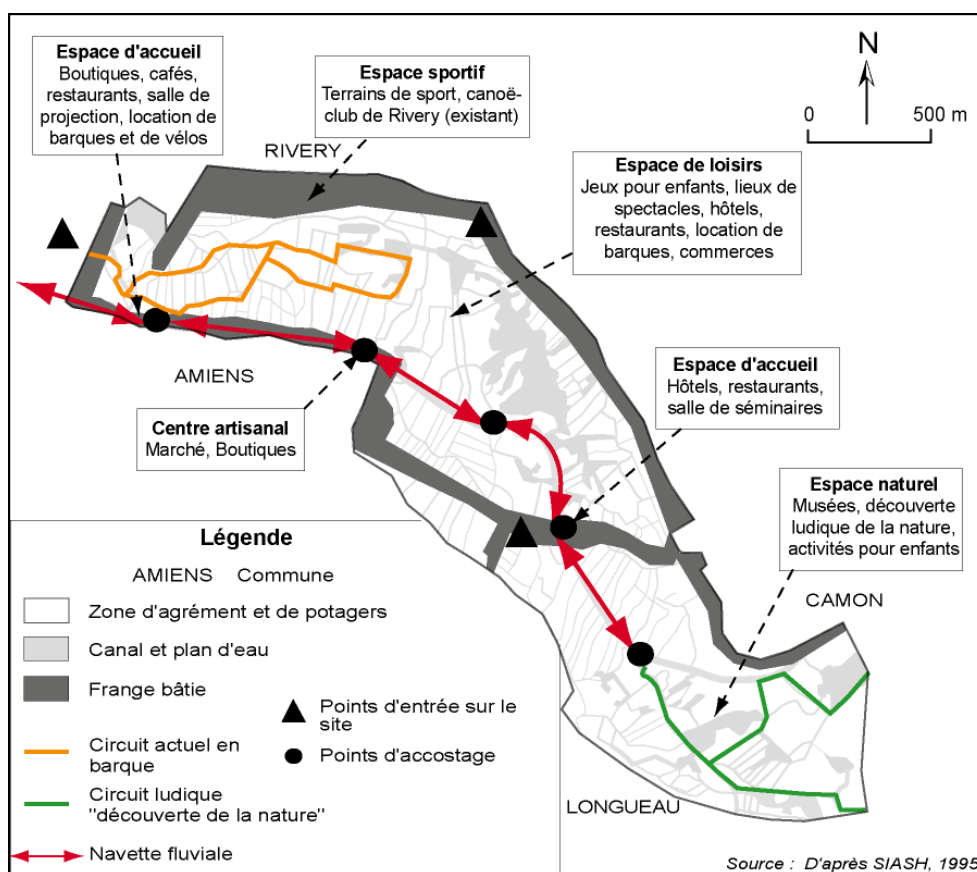 Espace d'accueil
Boutiques, cafés,
restaurants, salle de
projection, location de
barques et de vélos
Espace sportif
Terrains de sport, canoë-
club de Rivery (existant)
N
0 500 m
RIVERY
Espace de loisirs
Jeux pour enfants, lieux de
spectacles, hôtels,
restaurants, location de
barques, commerces
AMIENS
Espace d'accueil
Hôtels, restaurants,
salle de séminaires
Centre artisanal
Marché, Boutiques
Espace naturel
Musées, découverte
ludique de la nature,
activités pour enfants
CAMON
LONGUEAU
Légende
AMIENS Commune
Zone d'agrément et de potagers
Canal et plan d'eau
Frange bâtie
Circuit actuel en
barque
Circuit ludique
"découverte de la nature"
Navette fluviale
Points d'entrée sur le
site
Points d'accostage
Source : D'après SIASH, 1995